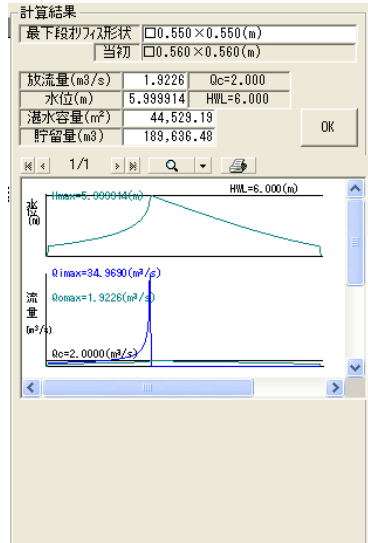 計算結果
最下段オリフィス形状 □0.550×0.550(m)
当初 □0.560×0.560(m)
放流量(m3/s) 1.9226 Qc=2.000
水位(m) 5.999914 HWL=6.000
湛水容量(m²) 44,529.19
貯留量(m3) 189,636.48
OK
1/1
HWL=6.000(m)
Hmax=5.999914(m)
水位
(m)
Qimax=34.9690(m³/s)
Qomax=1.9226(m³/s)
流量
(m³/s)
Qc=2.0000(m³/s)